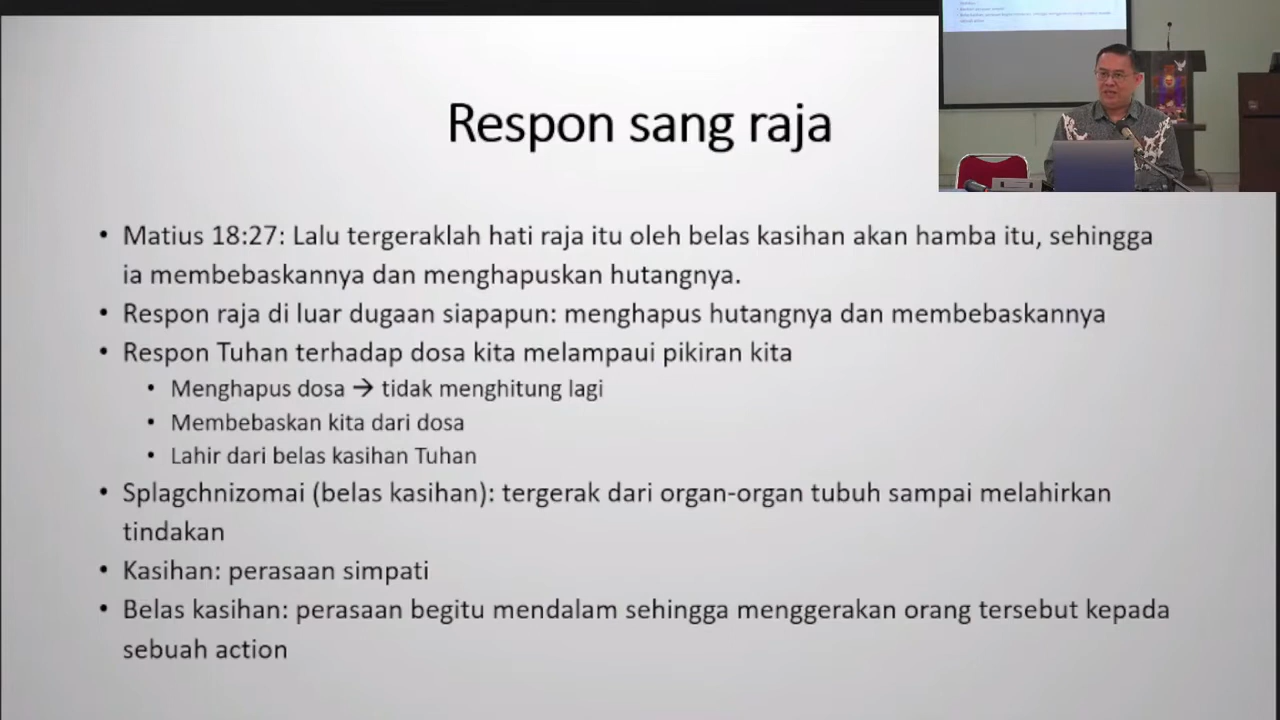 Respon sang raja
• Matius 18:27: Lalu tergeraklah hati raja itu oleh belas kasihan akan hamba itu, sehingga
ia membebaskannya dan menghapuskan hutangnya.
• Respon raja di luar dugaan siapapun: menghapus hutangnya dan membebaskannya
• Respon Tuhan terhadap dosa kita melampaui pikiran kita
• Menghapus dosa → tidak menghitung lagi
• Membebaskan kita dari dosa
• Lahir dari belas kasihan Tuhan
• Splagchnizomai (belas kasihan): tergerak dari organ-organ tubuh sampai melahirkan
tindakan
• Kasihan: perasaan simpati
• Belas kasihan: perasaan begitu mendalam sehingga menggerakan orang tersebut kepada
sebuah action